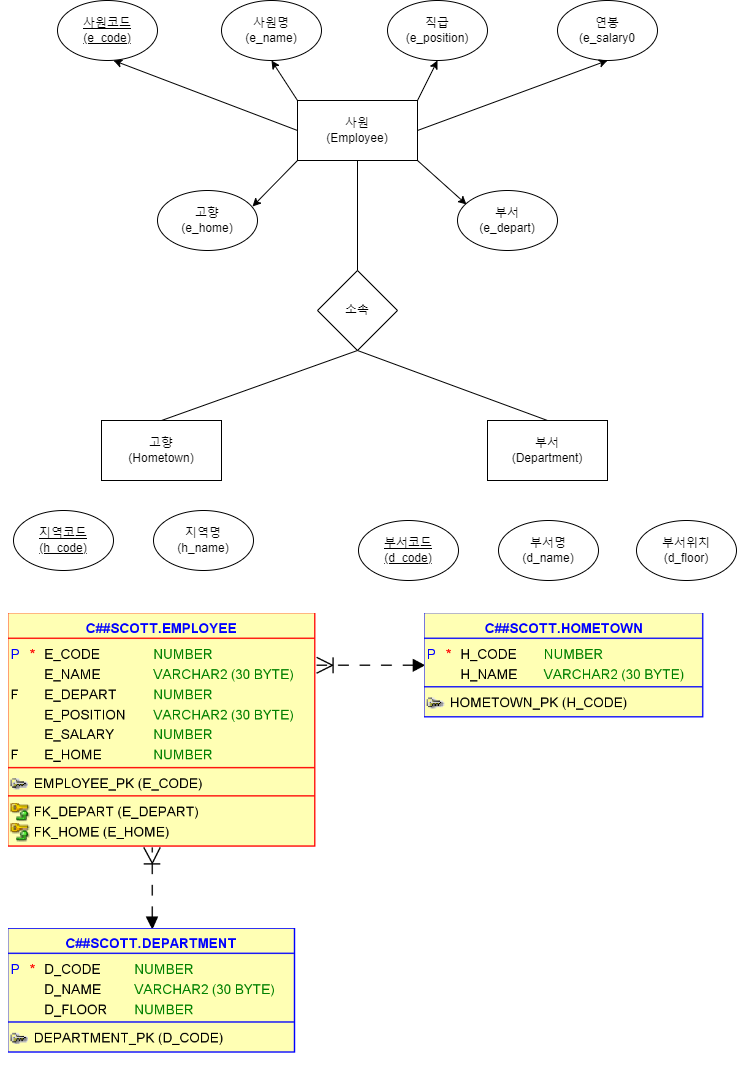 사원코드
(e_code)
사원명
(e_name)
직급
(e_position)
연봉
(e_salary0
사원
(Employee)
고향
(e_home)
부서
(e_depart)
소속
고향
(Hometown)
부서
(Department)
지역코드
(h_code)
지역명
(h_name)
부서코드
(d_code)
부서명
(d_name)
부서위치
(d_floor)
C##SCOTT.EMPLOYEE
P * E_CODE NUMBER
E_NAME VARCHAR2 (30 BYTE)
F E_DEPART NUMBER
E_POSITION VARCHAR2 (30 BYTE)
E_SALARY NUMBER
F E_HOME NUMBER
EMPLOYEE_PK (E_CODE)
FK_DEPART (E_DEPART)
FK_HOME (E_HOME)
C##SCOTT.HOMETOWN
P * H_CODE NUMBER
H_NAME VARCHAR2 (30 BYTE)
HOMETOWN_PK (H_CODE)
C##SCOTT.DEPARTMENT
P * D_CODE NUMBER
D_NAME VARCHAR2 (30 BYTE)
D_FLOOR NUMBER
DEPARTMENT_PK (D_CODE)